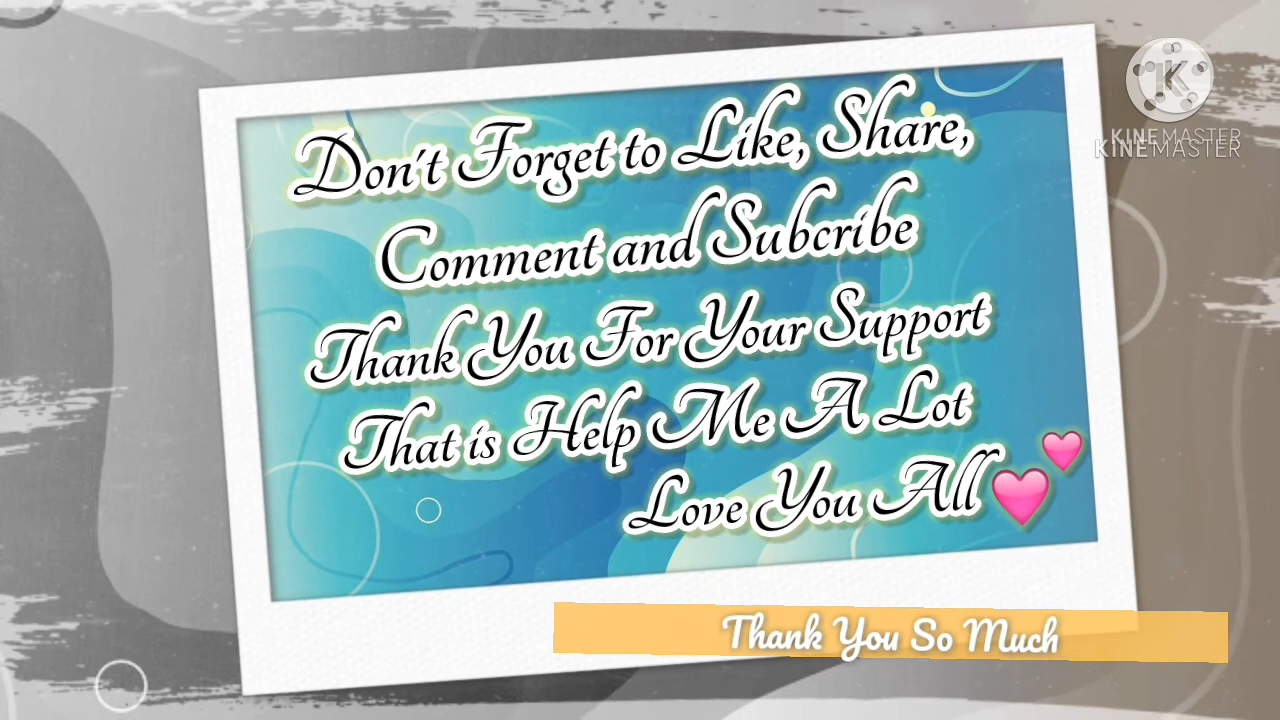 Don't Forget to Like, Share,
Comment and Subcribe
Thank You For Your Support
That is Help Me A Lot
Love You All 💕
Thank You So Much
K
KINEMASTER
KINEMASTER